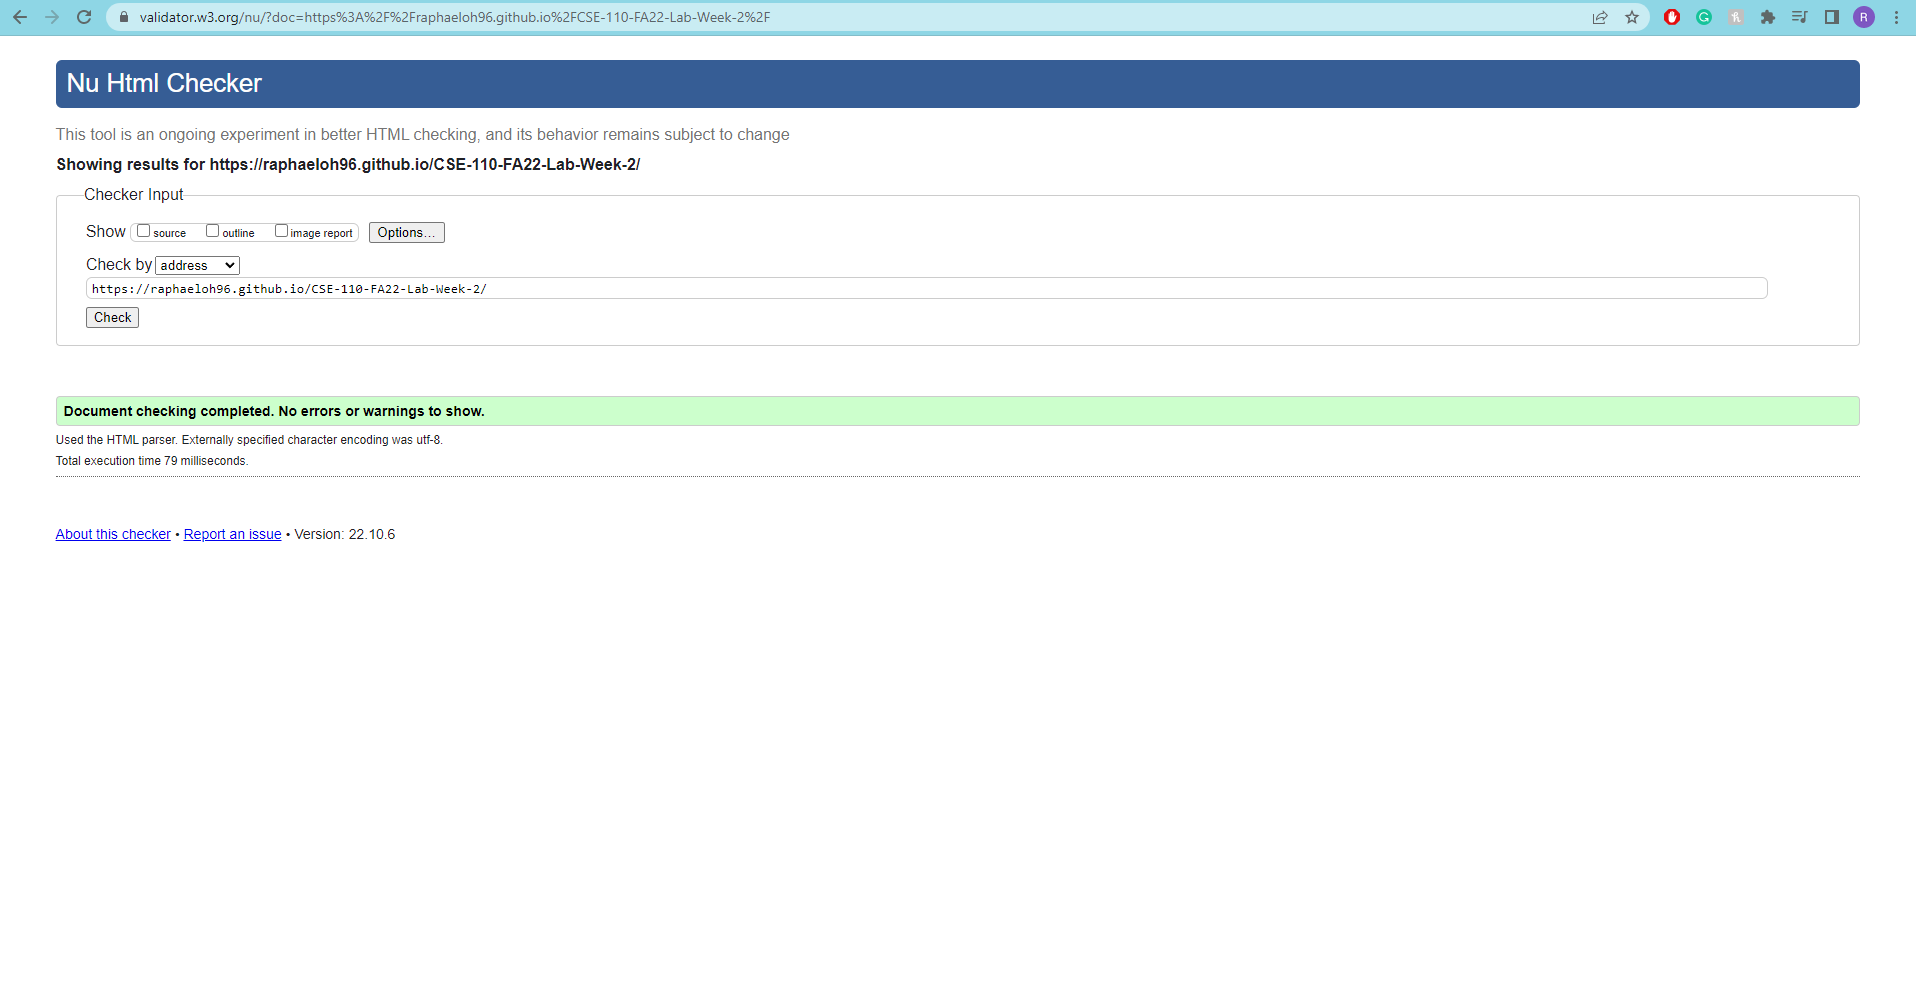 validator.w3.org/nu/?doc=https%3A%2F%2Fraphaeloh96.github.io%2FCSE-110-FA22-Lab-Week-2%2F
R
Nu Html Checker
This tool is an ongoing experiment in better HTML checking, and its behavior remains subject to change
Showing results for https://raphaeloh96.github.io/CSE-110-FA22-Lab-Week-2/
Checker Input
Show source outline image report Options...
Check by address
https://raphaeloh96.github.io/CSE-110-FA22-Lab-Week-2/
Check
Document checking completed. No errors or warnings to show.
Used the HTML parser. Externally specified character encoding was utf-8.
Total execution time 79 milliseconds.
About this checker • Report an issue • Version: 22.10.6